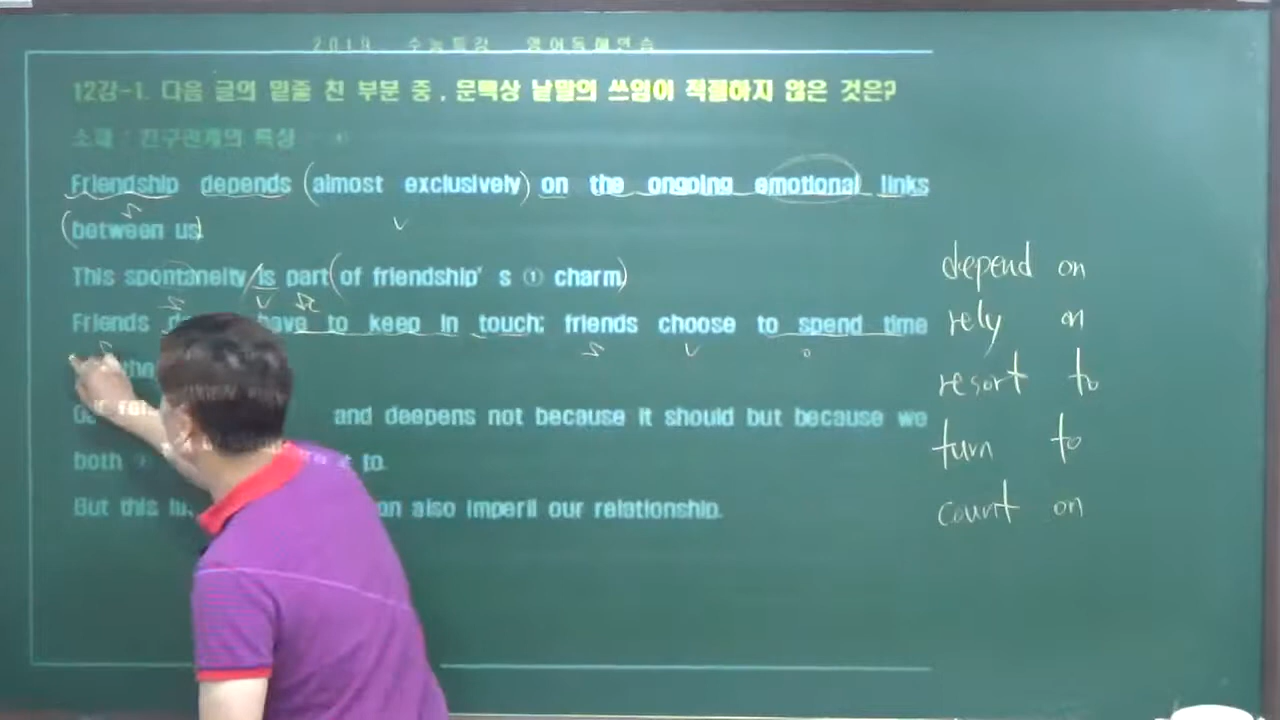 2019 수능특강 영어독해연습
12강-1. 다음 글의 밑줄 친 부분 중, 문맥상 낱말의 쓰임이 적절하지 않은 것은?
소재 : 친구관계의 특성
Friendship depends (almost exclusively) on the ongoing emotional links
(between us).
This spontaneity / is part (of friendship's ① charm)
Friends have to keep in touch; friends choose to spend time
and deepens not because it should but because we
both to.
But this also imperil our relationship.
depend on
rely on
resort to
turn to
count on